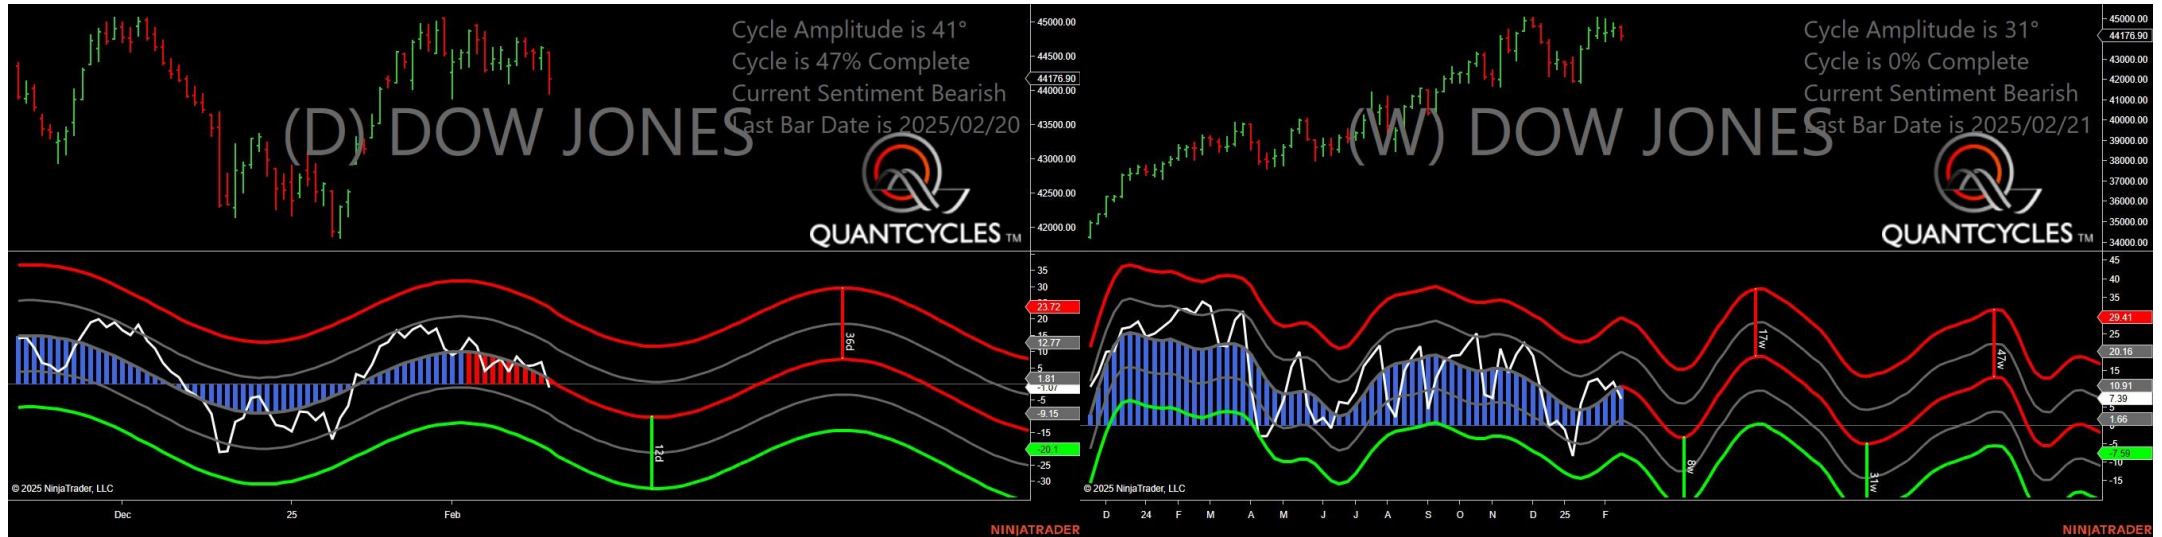 Cycle Amplitude is 41°
Cycle is 47% Complete
Current Sentiment Bearish
Last Bar Date is 2025/02/20
(D) DOW JONES
QUANTCYCLES TM
45000.00
44500.00
44176.90
44000.00
43500.00
43000.00
42500.00
42000.00
35
30
23.72
20
15
12.77
10
5
1.81
-1.07
-5
-9.15
-15
-20.1
-25
-30
36d
12d
© 2025 NinjaTrader, LLC
Dec
25
Feb
NINJATRADER
Cycle Amplitude is 31°
Cycle is 0% Complete
Current Sentiment Bearish
Last Bar Date is 2025/02/21
(W) DOW JONES
QUANTCYCLES TM
45000.00
44176.90
43000.00
42000.00
41000.00
40000.00
39000.00
38000.00
37000.00
36000.00
35000.00
34000.00
45
40
35
29.41
25
20.16
15
10.91
7.39
5
1.66
-5
-7.59
-10
-15
17w
47w
8w
31w
© 2025 NinjaTrader, LLC
D
24
F
M
A
M
J
J
A
S
O
N
D
25
F
NINJATRADER